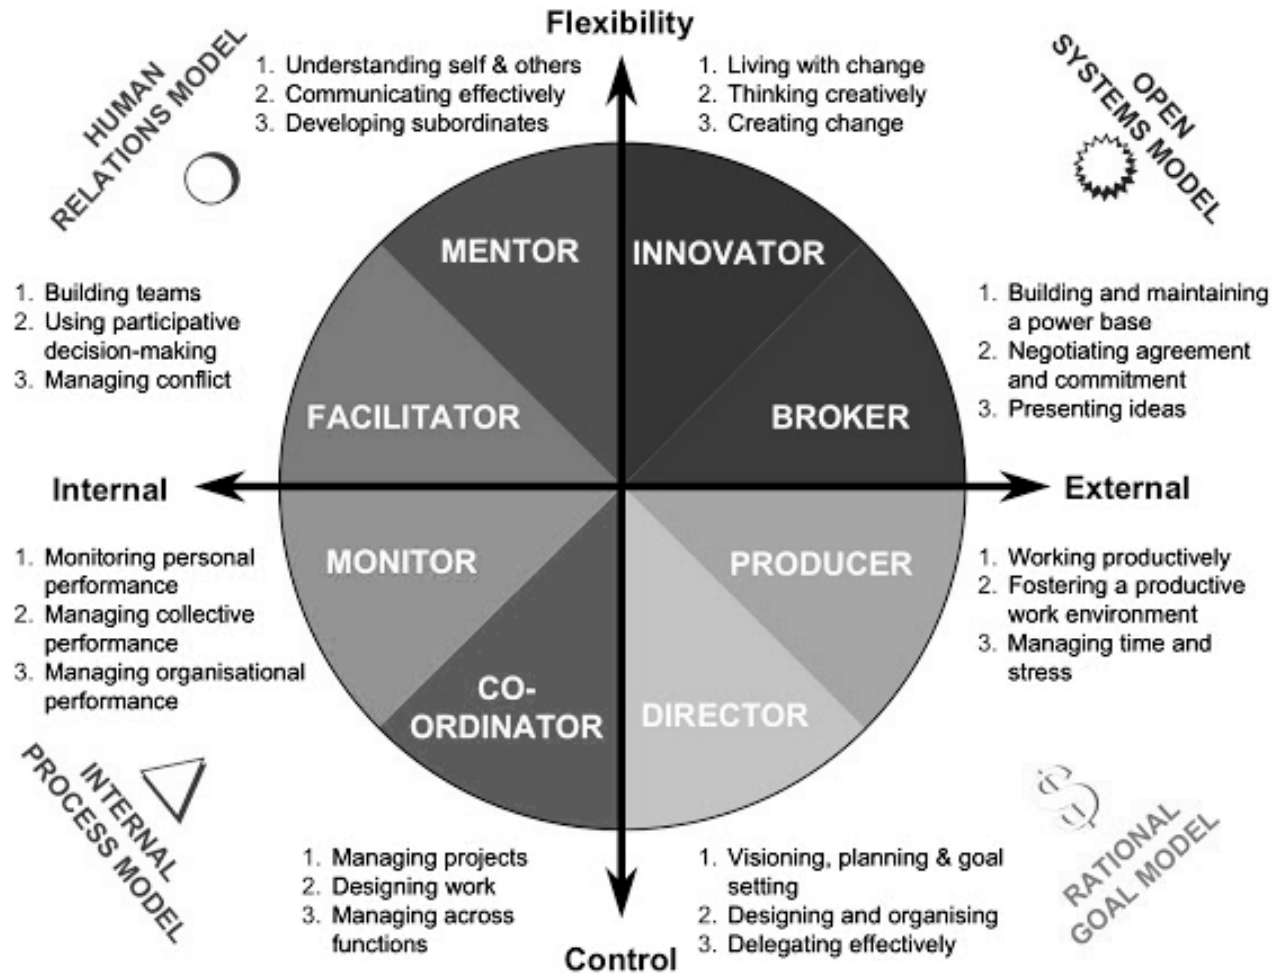 Flexibility
HUMAN
RELATIONS MODEL
1. Understanding self & others
2. Communicating effectively
3. Developing subordinates
1. Living with change
2. Thinking creatively
3. Creating change
OPEN
SYSTEMS MODEL
MENTOR
INNOVATOR
1. Building teams
2. Using participative
decision-making
3. Managing conflict
FACILITATOR
BROKER
1. Building and maintaining
a power base
2. Negotiating agreement
and commitment
3. Presenting ideas
Internal
External
1. Monitoring personal
performance
2. Managing collective
performance
3. Managing organisational
performance
MONITOR
PRODUCER
1. Working productively
2. Fostering a productive
work environment
3. Managing time and
stress
CO-
ORDINATOR
DIRECTOR
INTERNAL
PROCESS MODEL
1. Managing projects
2. Designing work
3. Managing across
functions
1. Visioning, planning & goal
setting
2. Designing and organising
3. Delegating effectively
$
RATIONAL
GOAL MODEL
Control